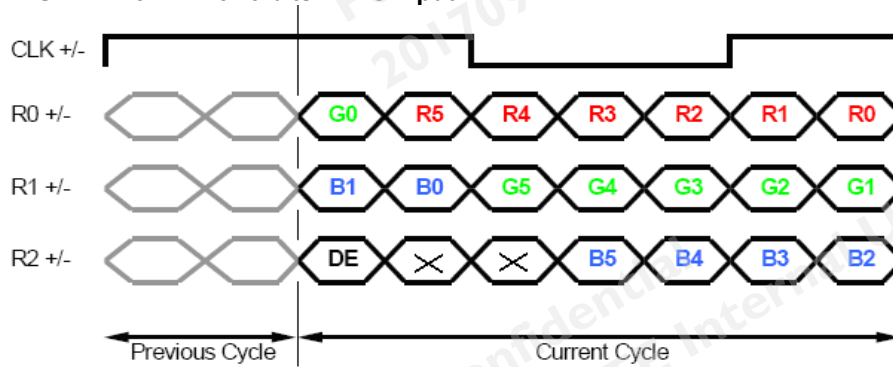 CLK +/-
R0 +/- G0 R5 R4 R3 R2 R1 R0
R1 +/- B1 B0 G5 G4 G3 G2 G1
R2 +/- DE B5 B4 B3 B2
Previous Cycle Current Cycle